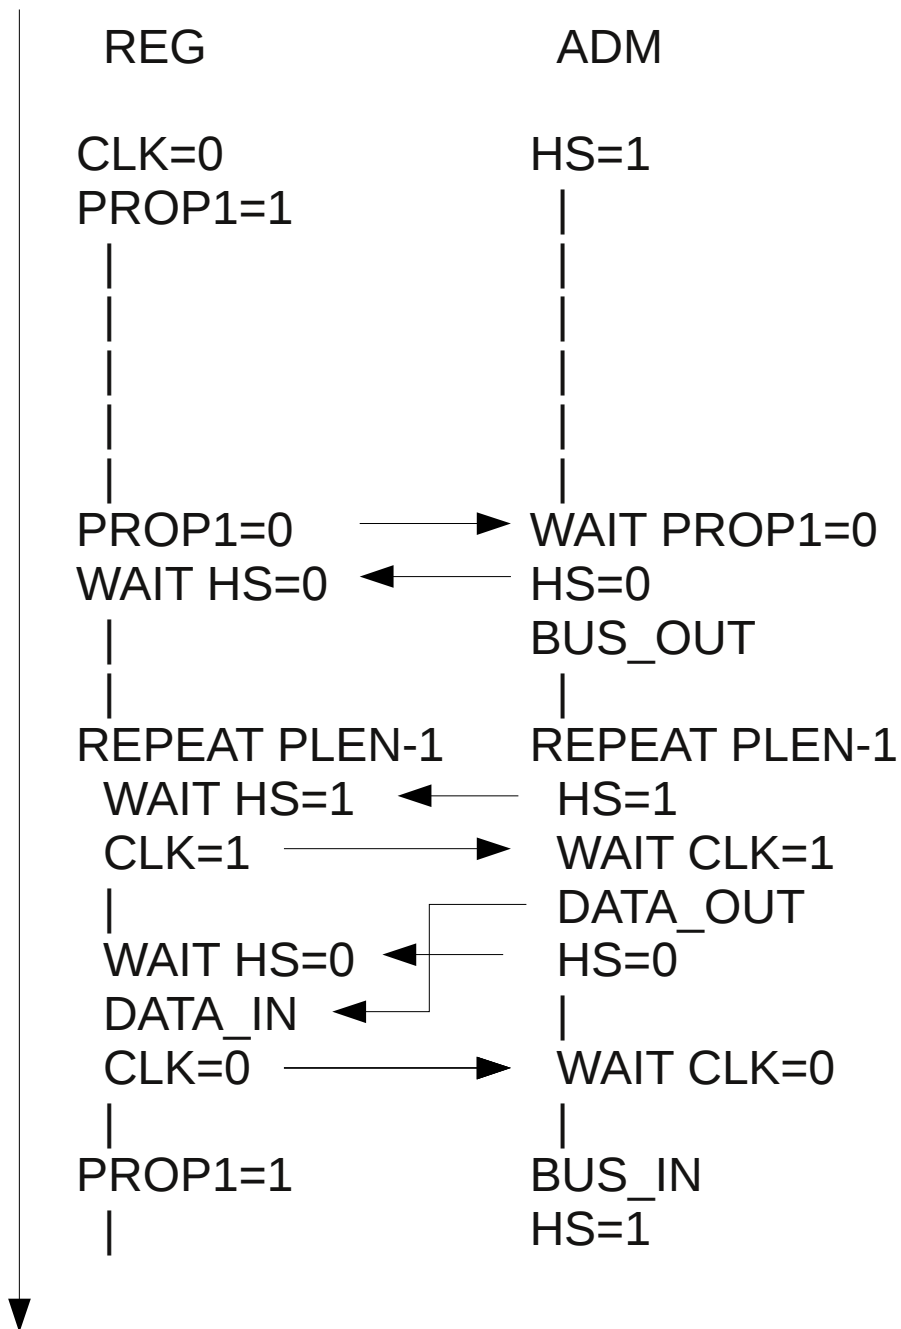 REG ADM
CLK=0 HS=1
PROP1=1 |
| |
| |
| |
| |
| |
PROP1=0 WAIT PROP1=0
WAIT HS=0 HS=0
| BUS_OUT
| |
REPEAT PLEN-1 REPEAT PLEN-1
WAIT HS=1 HS=1
CLK=1 WAIT CLK=1
| DATA_OUT
WAIT HS=0 HS=0
DATA_IN |
CLK=0 WAIT CLK=0
| |
PROP1=1 BUS_IN
| HS=1